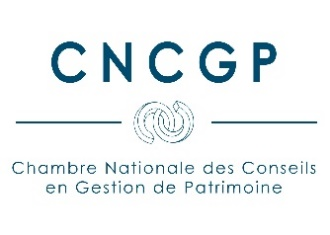 CNCGP
Chambre Nationale des Conseils
en Gestion de Patrimoine